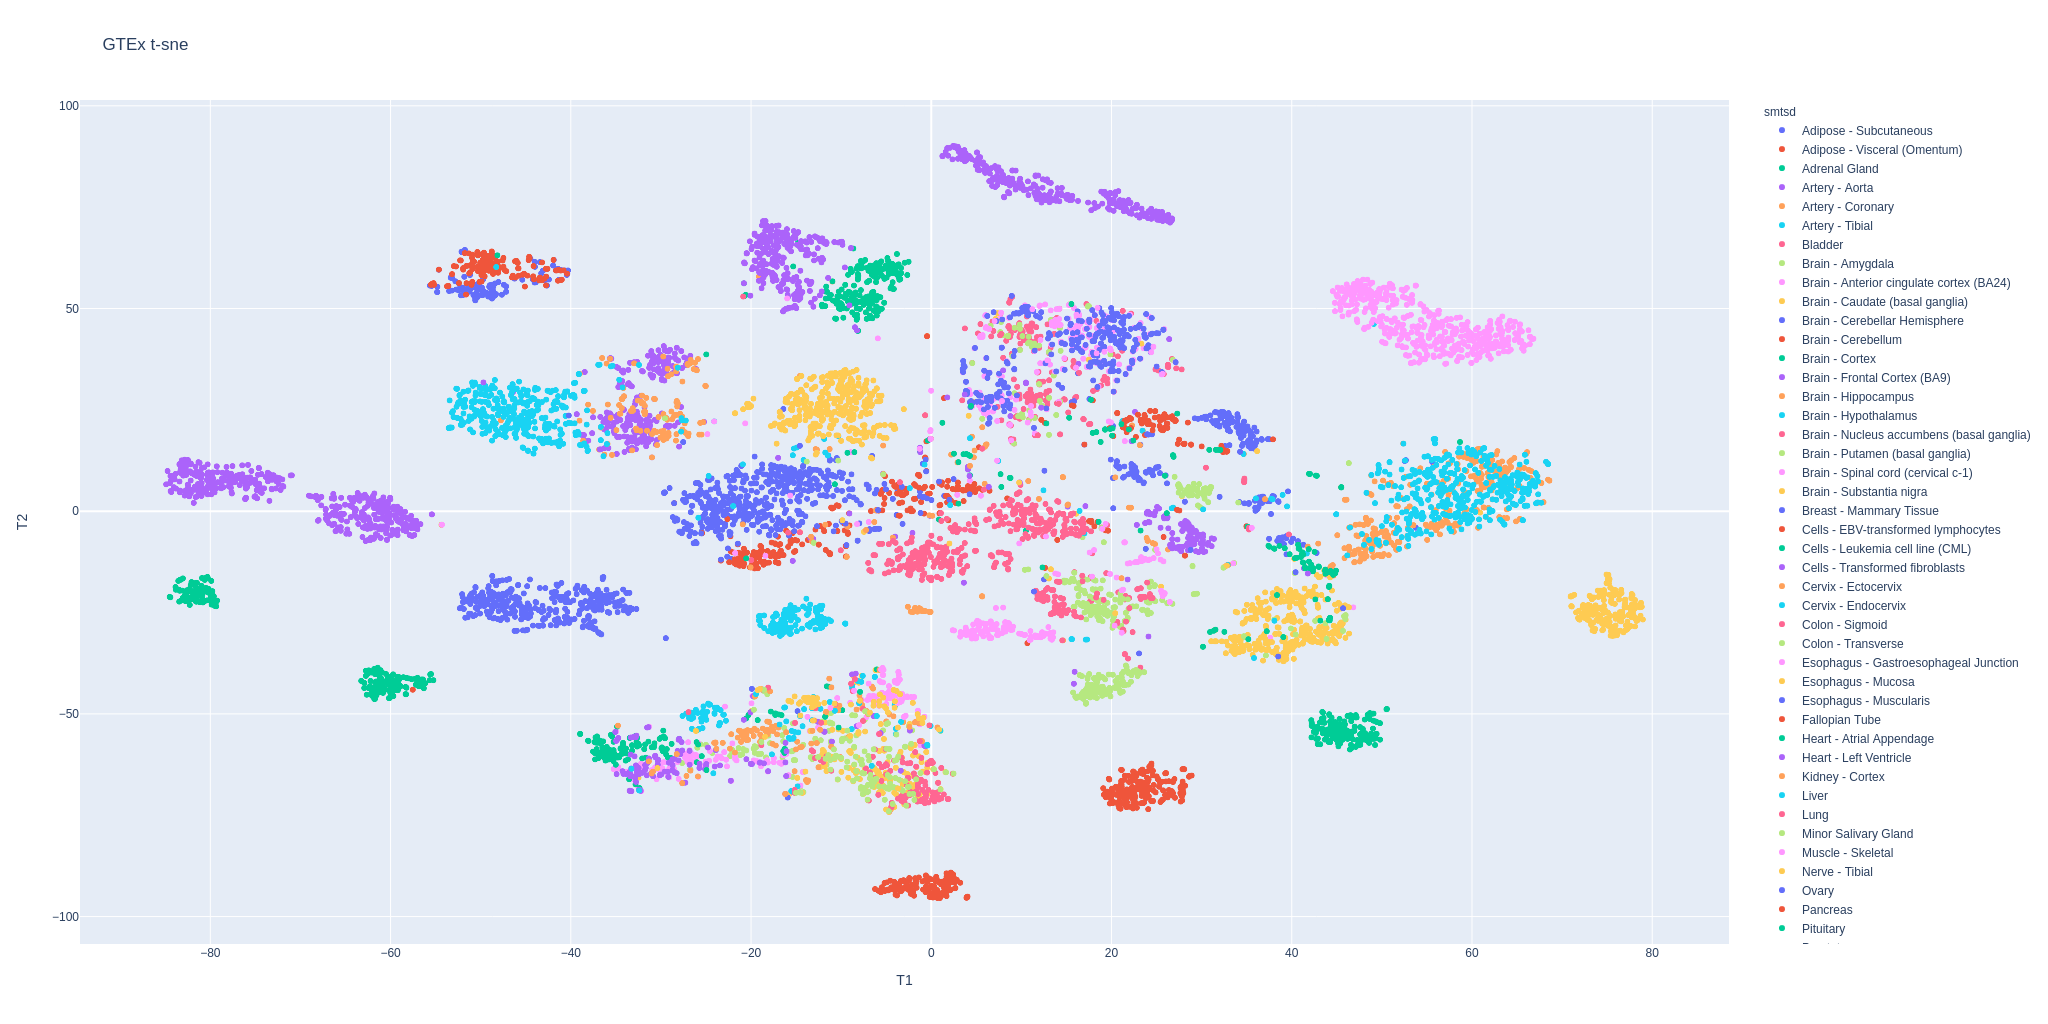 GTEx t-sne
100
50
0
−50
−100
T2
−80
−60
−40
−20
0
20
40
60
80
T1
smtsd
Adipose - Subcutaneous
Adipose - Visceral (Omentum)
Adrenal Gland
Artery - Aorta
Artery - Coronary
Artery - Tibial
Bladder
Brain - Amygdala
Brain - Anterior cingulate cortex (BA24)
Brain - Caudate (basal ganglia)
Brain - Cerebellar Hemisphere
Brain - Cerebellum
Brain - Cortex
Brain - Frontal Cortex (BA9)
Brain - Hippocampus
Brain - Hypothalamus
Brain - Nucleus accumbens (basal ganglia)
Brain - Putamen (basal ganglia)
Brain - Spinal cord (cervical c-1)
Brain - Substantia nigra
Breast - Mammary Tissue
Cells - EBV-transformed lymphocytes
Cells - Leukemia cell line (CML)
Cells - Transformed fibroblasts
Cervix - Ectocervix
Cervix - Endocervix
Colon - Sigmoid
Colon - Transverse
Esophagus - Gastroesophageal Junction
Esophagus - Mucosa
Esophagus - Muscularis
Fallopian Tube
Heart - Atrial Appendage
Heart - Left Ventricle
Kidney - Cortex
Liver
Lung
Minor Salivary Gland
Muscle - Skeletal
Nerve - Tibial
Ovary
Pancreas
Pituitary